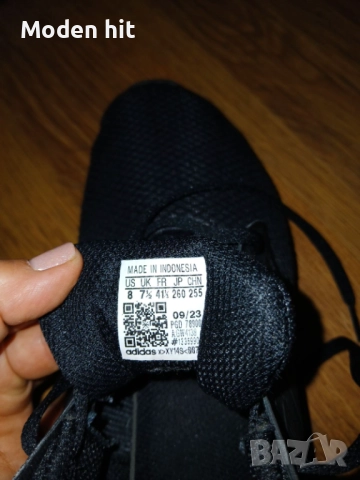 Moden hit
MADE IN INDONESIA
US UK FR JP CHN
8 7½ 41⅓ 260 255
09/23
adidas
BAZAR